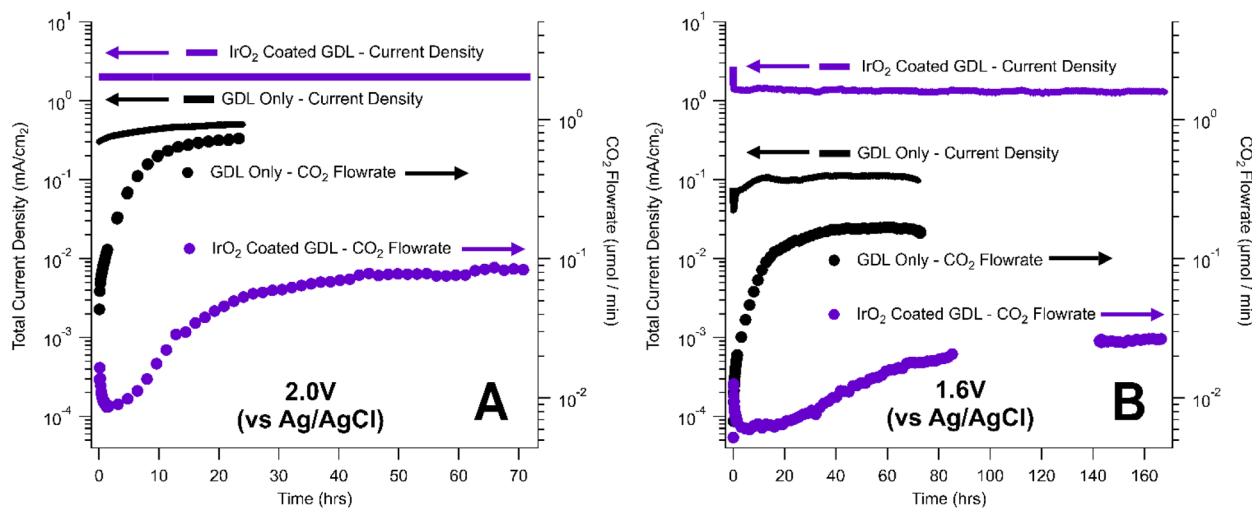 10¹
10⁰
10⁻¹
10⁻²
10⁻³
10⁻⁴
Total Current Density (mA/cm₂)
IrO₂ Coated GDL - Current Density
GDL Only - Current Density
GDL Only - CO₂ Flowrate
IrO₂ Coated GDL - CO₂ Flowrate
2.0V
(vs Ag/AgCl)
A
10⁰
10⁻¹
10⁻²
CO₂ Flowrate (μmol / min)
0 10 20 30 40 50 60 70
Time (hrs)
10¹
10⁰
10⁻¹
10⁻²
10⁻³
10⁻⁴
Total Current Density (mA/cm₂)
IrO₂ Coated GDL - Current Density
GDL Only - Current Density
GDL Only - CO₂ Flowrate
IrO₂ Coated GDL - CO₂ Flowrate
1.6V
(vs Ag/AgCl)
B
10⁰
10⁻¹
10⁻²
CO₂ Flowrate (μmol / min)
0 20 40 60 80 100 120 140 160
Time (hrs)